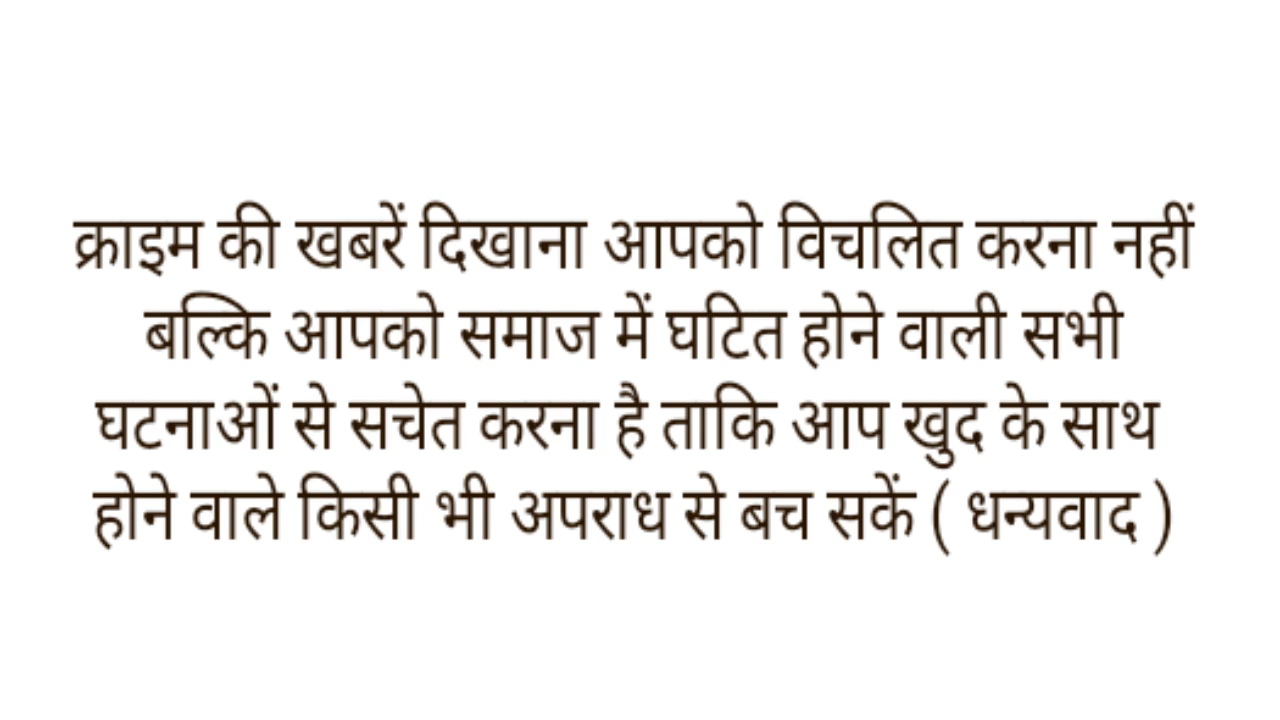 क्राइम की खबरें दिखाना आपको विचलित करना नहीं
बल्कि आपको समाज में घटित होने वाली सभी
घटनाओं से सचेत करना है ताकि आप खुद के साथ
होने वाले किसी भी अपराध से बच सकें ( धन्यवाद )